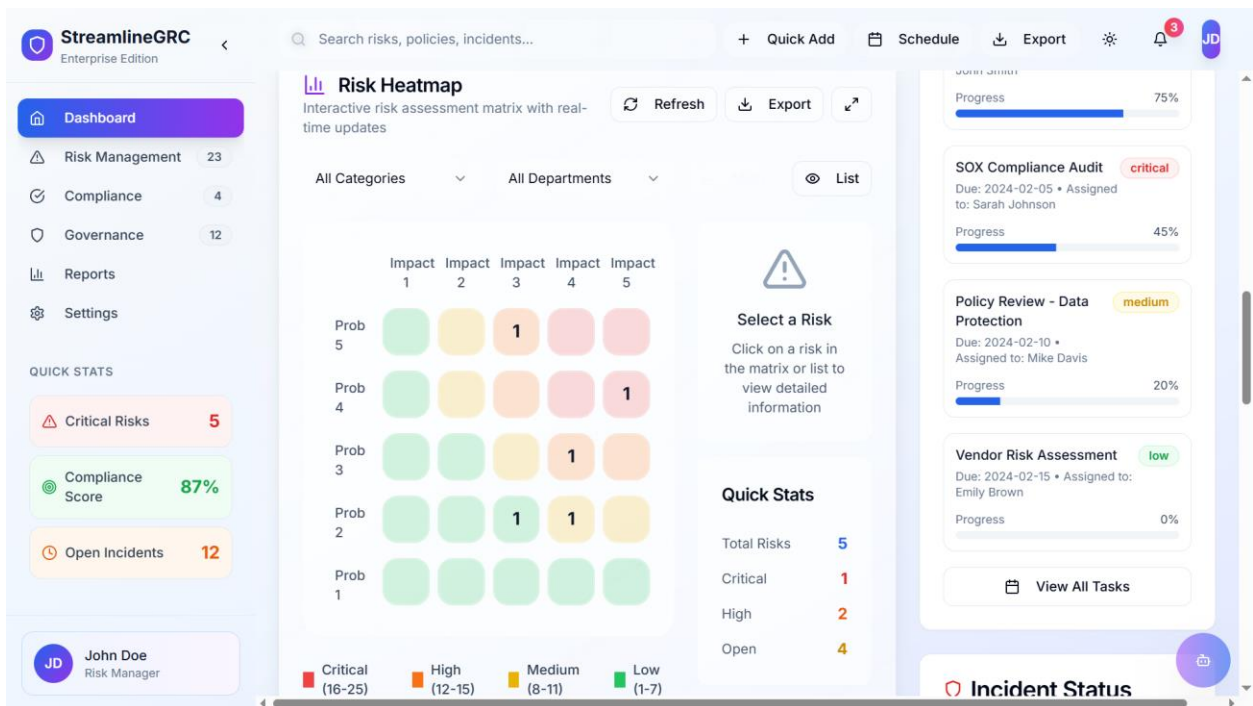 StreamlineGRC
Enterprise Edition
Dashboard
Risk Management 23
Compliance 4
Governance 12
Reports
Settings
QUICK STATS
Critical Risks 5
Compliance
Score
87%
Open Incidents 12
JD
John Doe
Risk Manager
Search risks, policies, incidents...
+ Quick Add
Schedule
Export
3
JD
Risk Heatmap
Interactive risk assessment matrix with real-
time updates
Refresh
Export
All Categories
All Departments
List
Impact Impact Impact Impact Impact
1 2 3 4 5
Prob
5
1
Prob
4
1
Prob
3
1
Prob
2
1 1
Prob
1
Critical
(16-25)
High
(12-15)
Medium
(8-11)
Low
(1-7)
Select a Risk
Click on a risk in
the matrix or list to
view detailed
information
Quick Stats
Total Risks 5
Critical 1
High 2
Open 4
John Smith
Progress 75%
SOX Compliance Audit critical
Due: 2024-02-05 • Assigned
to: Sarah Johnson
Progress 45%
Policy Review - Data
Protection
medium
Due: 2024-02-10 •
Assigned to: Mike Davis
Progress 20%
Vendor Risk Assessment low
Due: 2024-02-15 • Assigned to:
Emily Brown
Progress 0%
View All Tasks
Incident Status